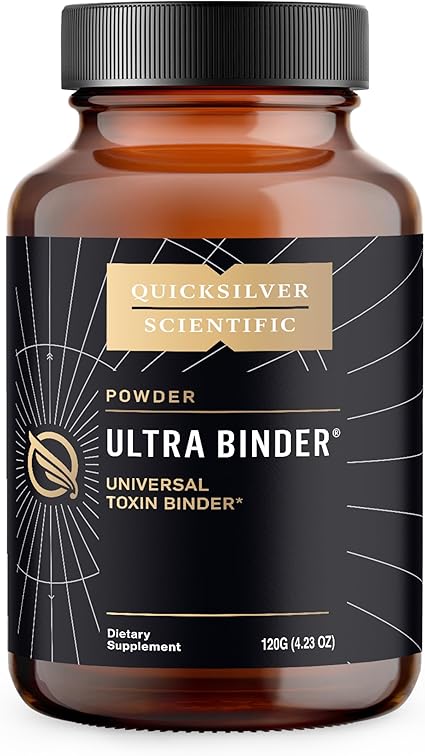 QUICKSILVER
SCIENTIFIC
POWDER
ULTRA BINDER®
UNIVERSAL
TOXIN BINDER*
Dietary
Supplement
120G (4.23 OZ)